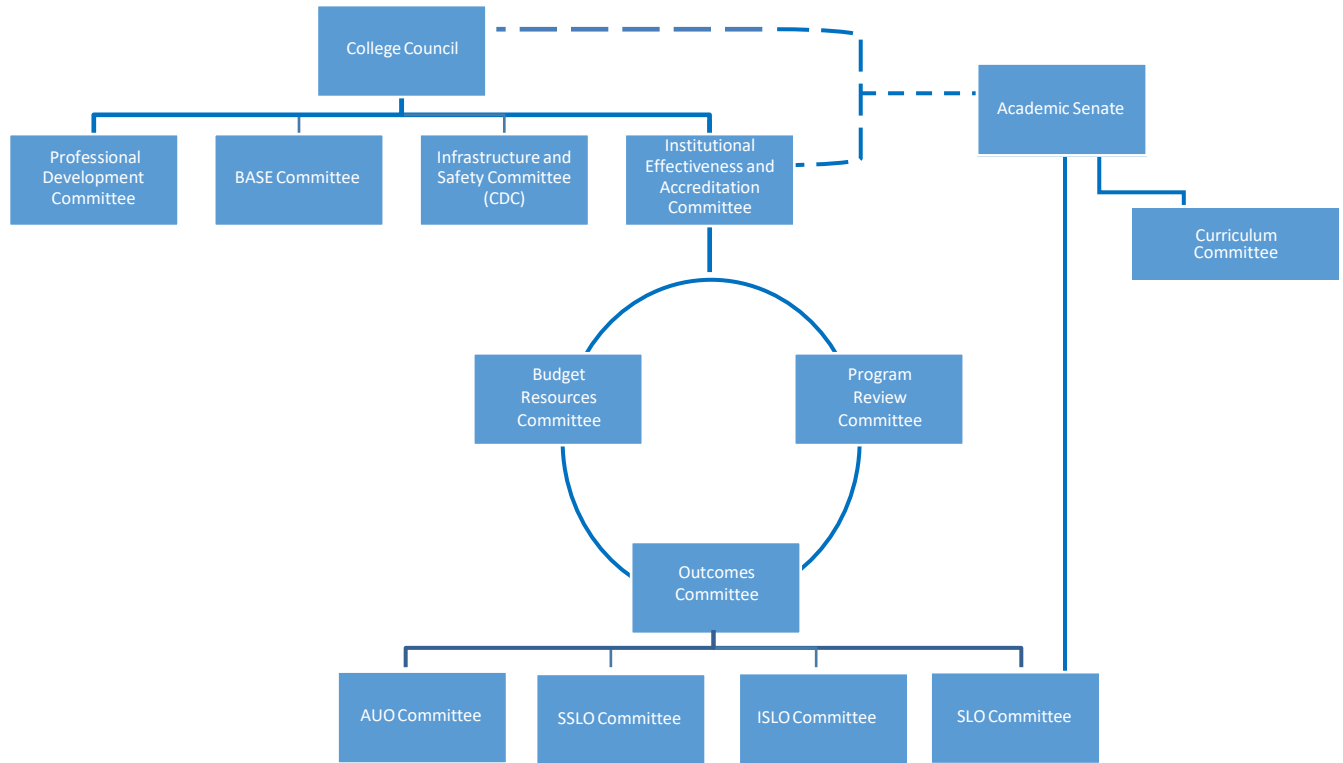 College Council
Academic Senate
Professional
Development
Committee
BASE Committee
Infrastructure and
Safety Committee
(CDC)
Institutional
Effectiveness and
Accreditation
Committee
Curriculum
Committee
Budget
Resources
Committee
Program
Review
Committee
Outcomes
Committee
AUO Committee
SSLO Committee
ISLO Committee
SLO Committee